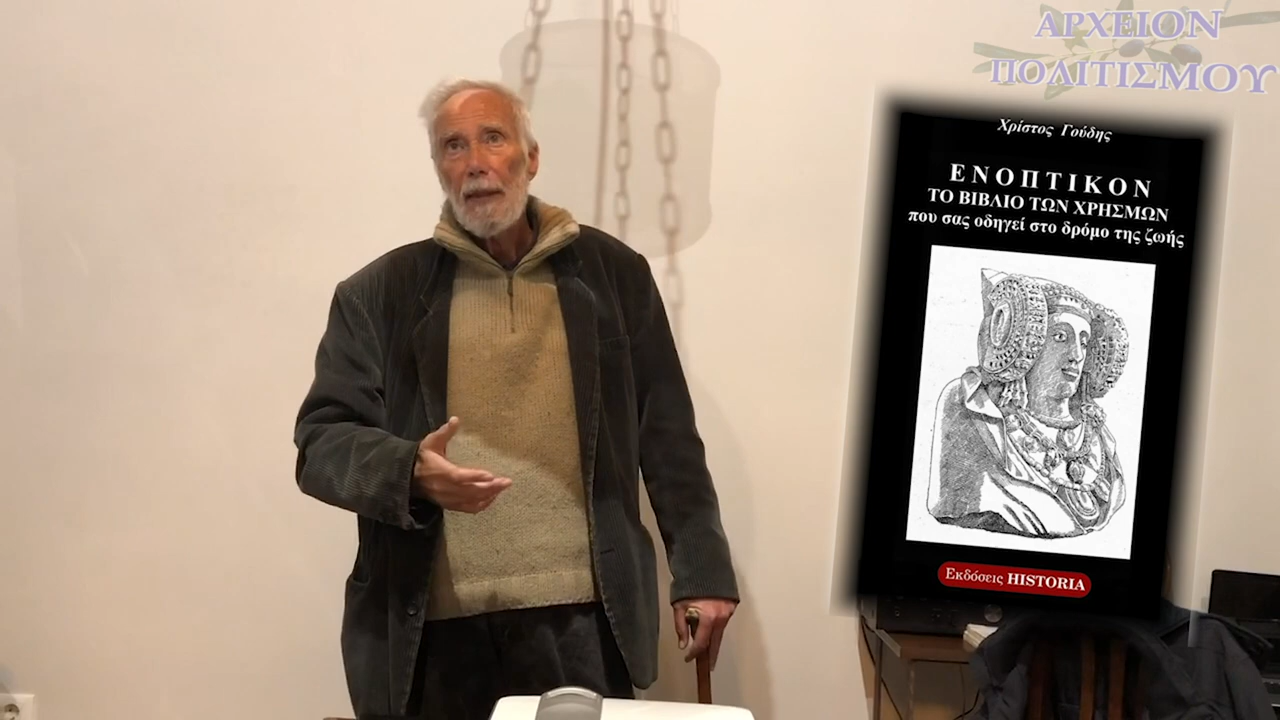 ΑΡΧΕΙΟΝ
ΠΟΛΙΤΙΣΜΟΥ
Χρίστος Γούδης
ΕΝΟΠΤΙΚΟΝ
ΤΟ ΒΙΒΛΙΟ ΤΩΝ ΧΡΗΣΜΩΝ
που σας οδηγεί στο δρόμο της ζωής
Εκδόσεις HISTORIA